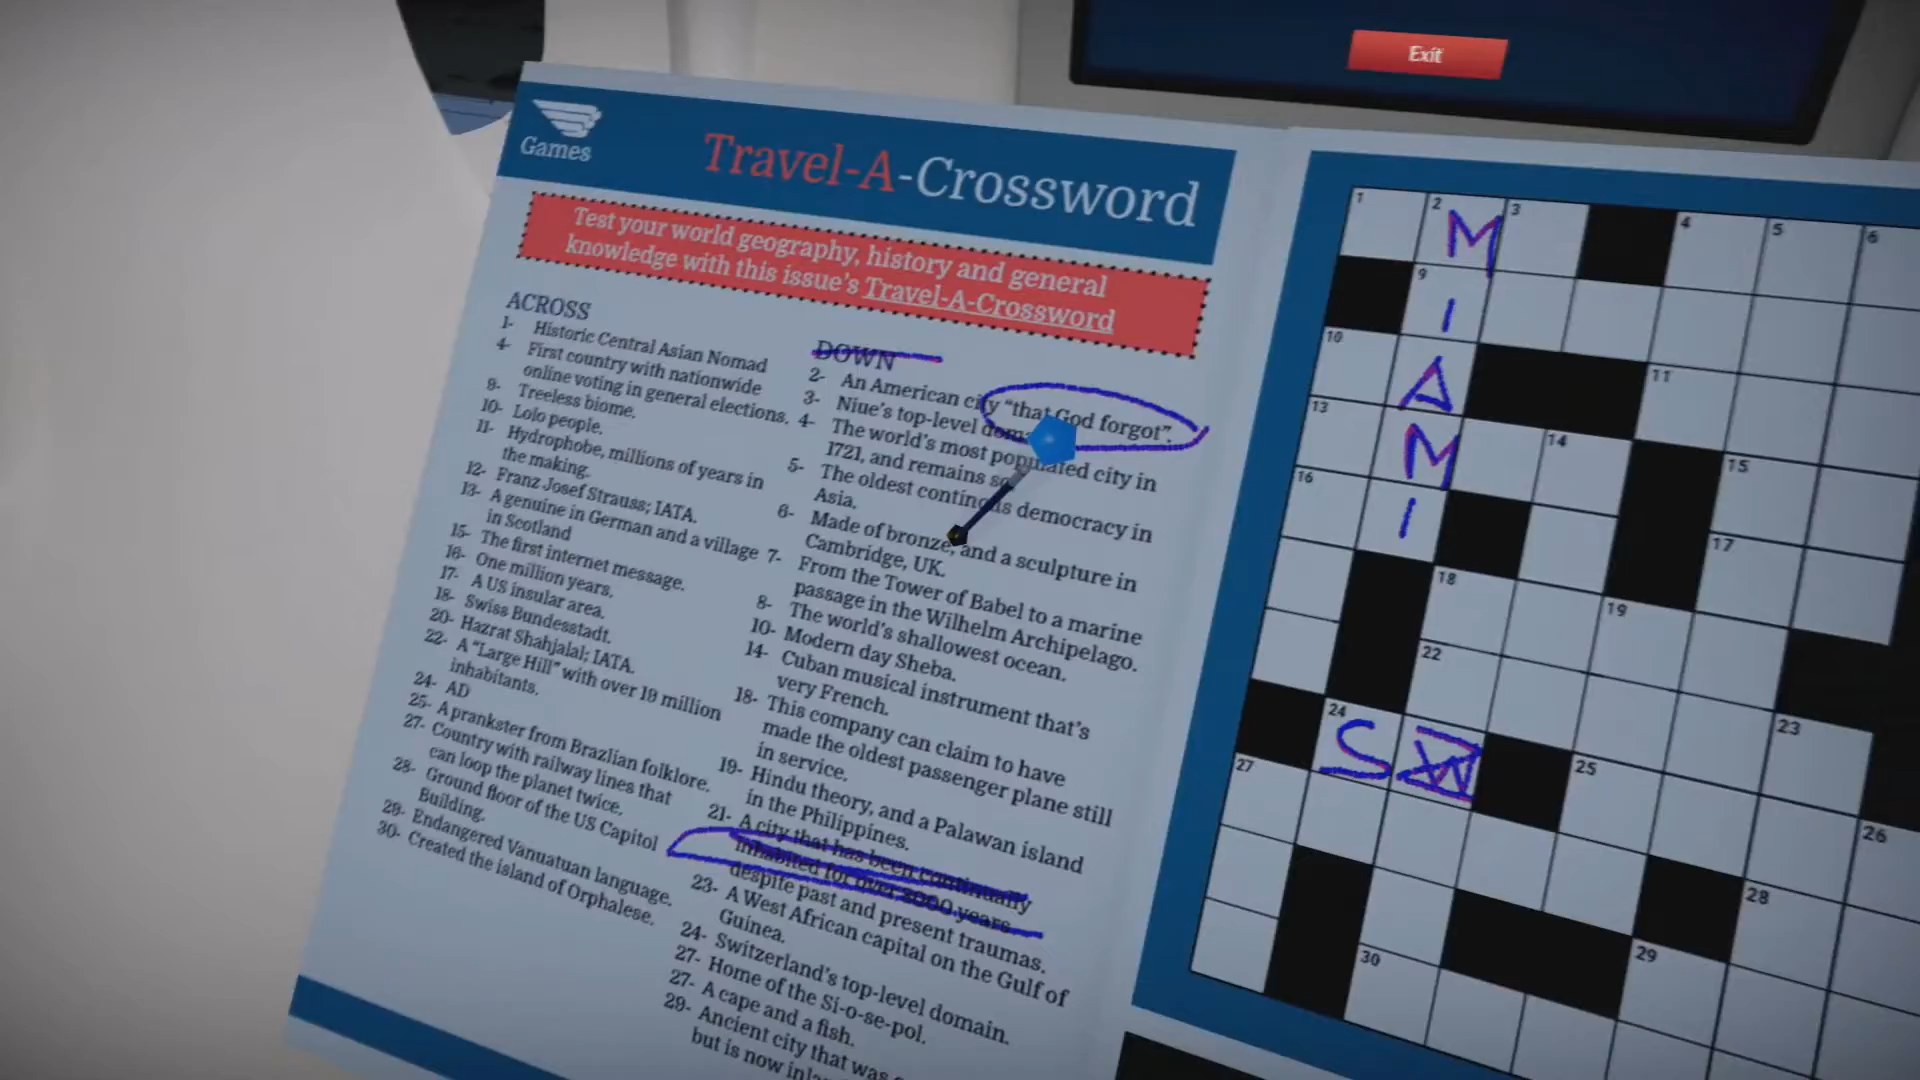 Exit
Games
Travel-A-Crossword
Test your world geography, history and general
knowledge with this issue's Travel-A-Crossword
ACROSS
1- Historic Central Asian Nomad
4- First country with nationwide
online voting in general elections.
9- Treeless biome.
10- Lolo people.
11- Hydrophobe, millions of years in
the making.
12- Franz Josef Strauss; IATA.
13- A genuine in German and a village
in Scotland
15- The first internet message.
16- One million years.
17- A US insular area.
18- Swiss Bundesstadt.
20- Hazrat Shahjalal; IATA.
22- A "Large Hill" with over 19 million
inhabitants.
24- AD
25- A prankster from Brazlian folklore.
27- Country with railway lines that
can loop the planet twice.
28- Ground floor of the US Capitol
Building.
29- Endangered Vanuatuan language.
30- Created the island of Orphalese.
DOWN
2- An American city "that God forgot".
3- Niue's top-level
4- The world's most populated city in
1721, and remains
5- The oldest continous democracy in
Asia.
6- Made of bronze, and a sculpture in
Cambridge, UK.
7- From the Tower of Babel to a marine
passage in the Wilhelm Archipelago.
8- The world's shallowest ocean.
10- Modern day Sheba.
14- Cuban musical instrument that's
very French.
18- This company can claim to have
made the oldest passenger plane still
in service.
19- Hindu theory, and a Palawan island
in the Philippines.
21- A city that has been continually
inhabited for over 3000 years
despite past and present traumas.
23- A West African capital on the Gulf of
Guinea.
24- Switzerland's top-level domain.
27- Home of the Si-o-se-pol.
27- A cape and a fish.
29- Ancient city that was
but is now
1 2 M 3 4 5 6
9 I
10 A 11
13 M 14 15
16 I 17
18 19
22 23
24 S
27 25 26
28
30 29